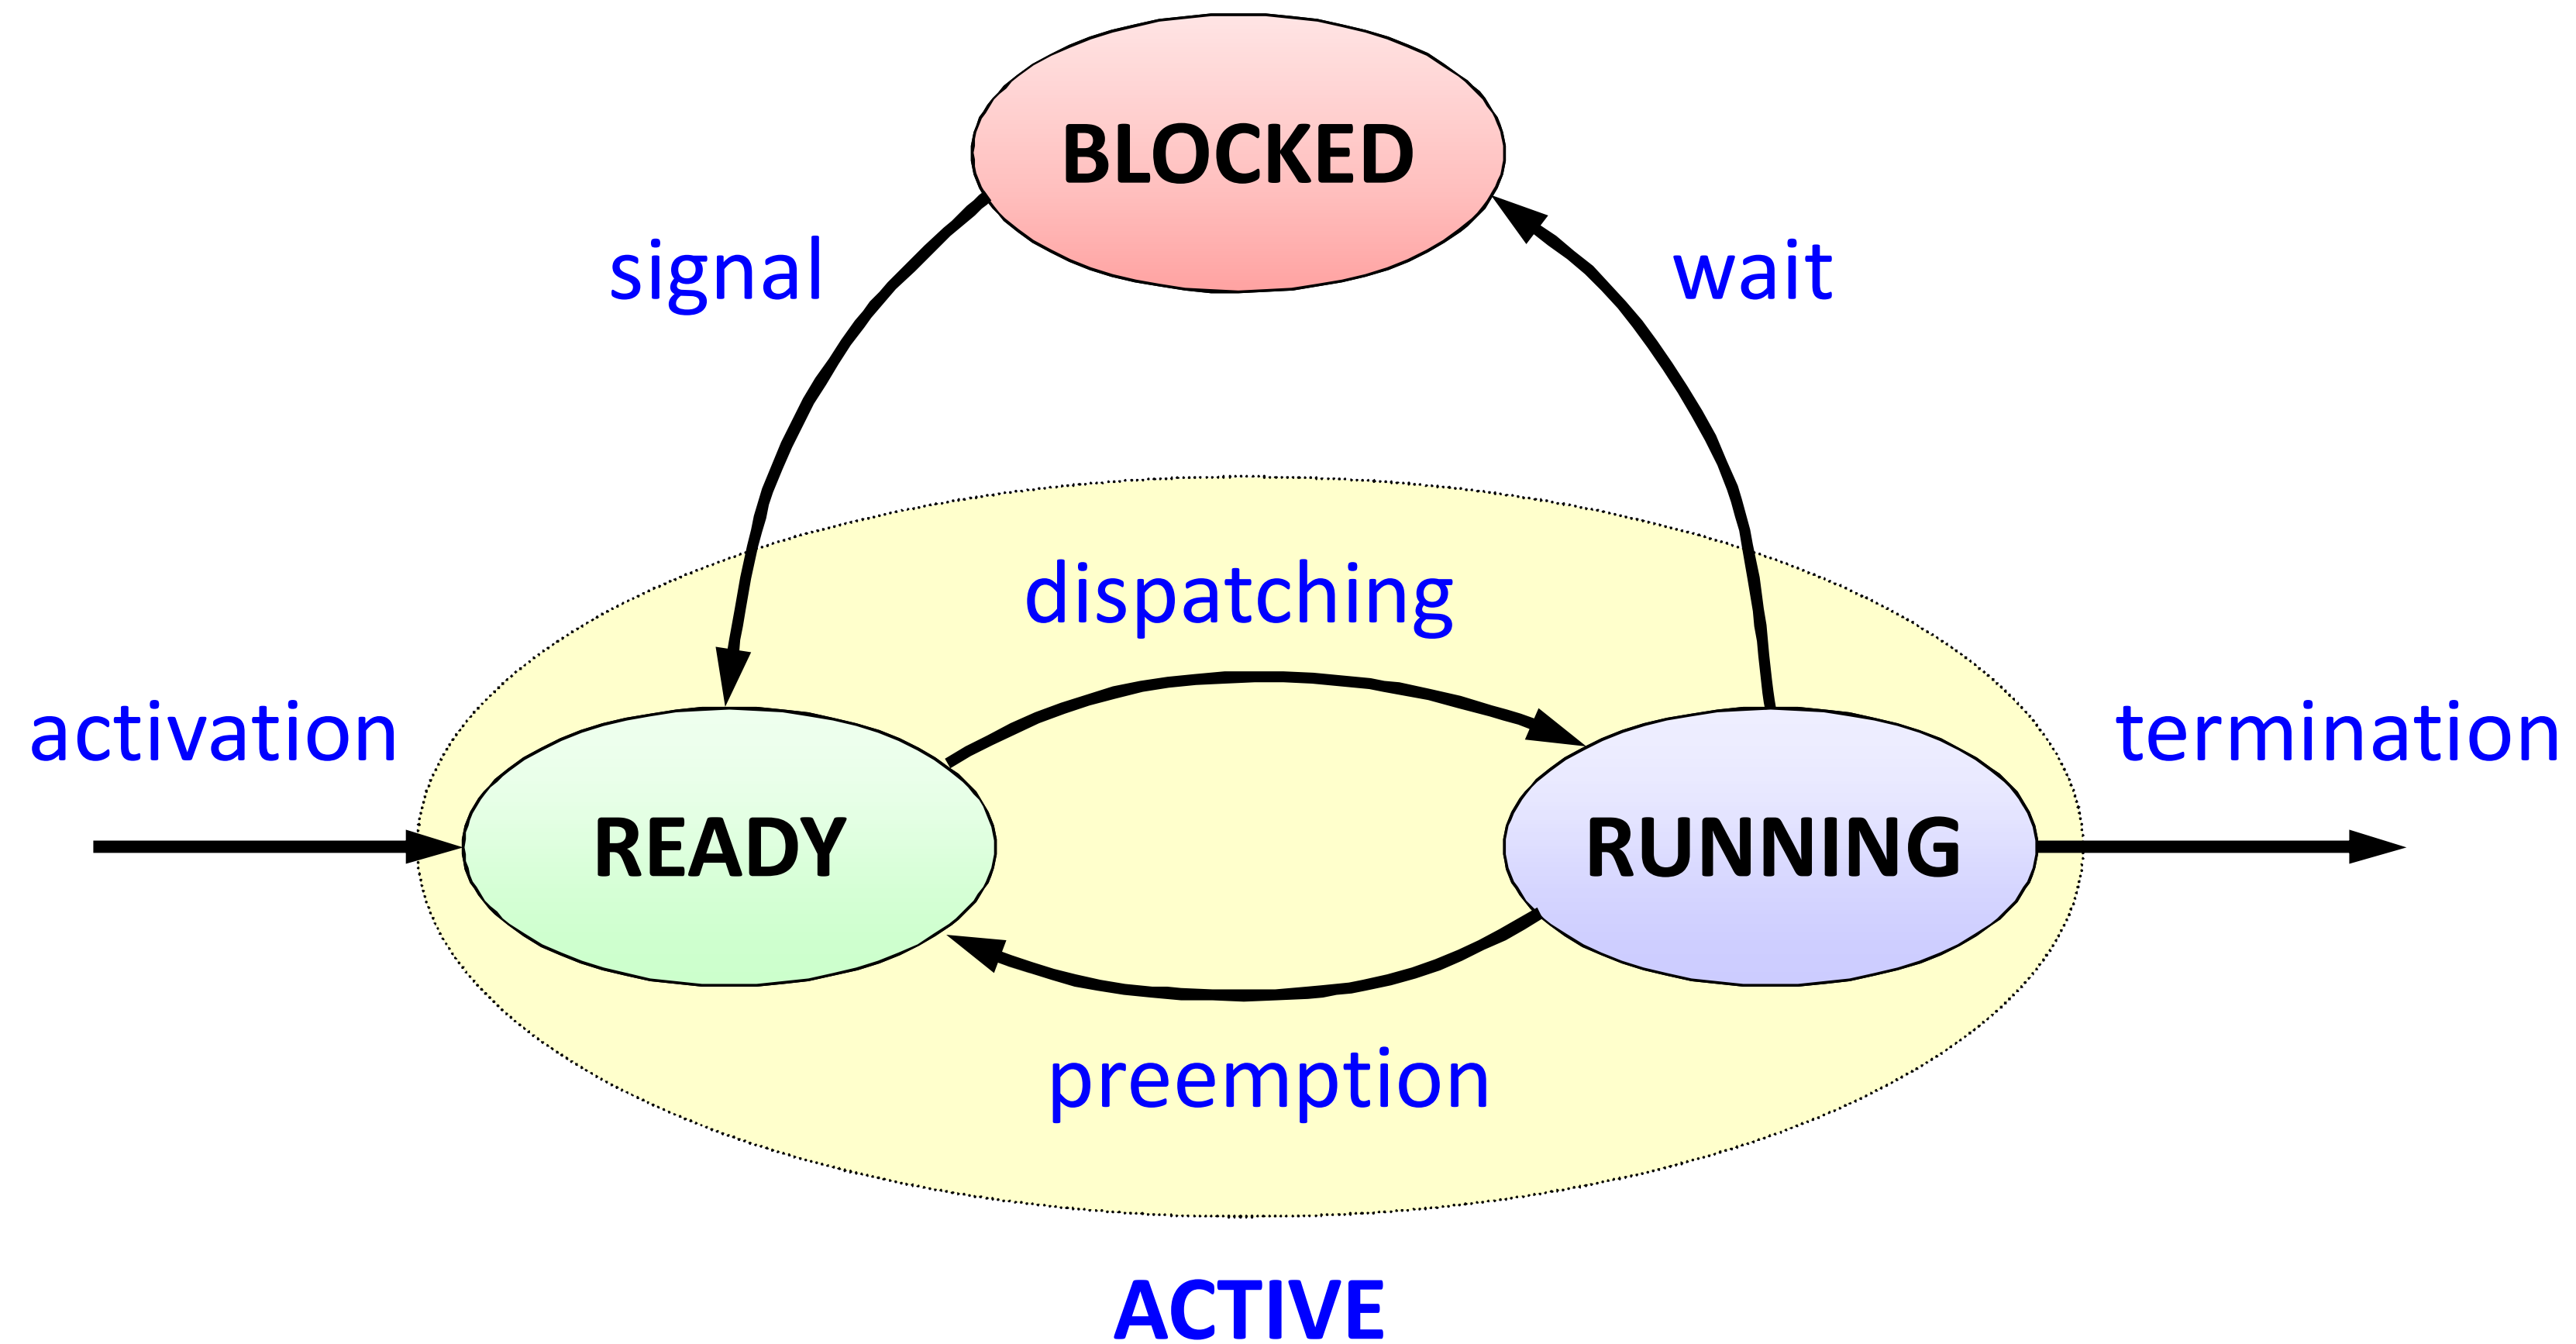 BLOCKED
signal
wait
dispatching
activation
termination
READY
RUNNING
preemption
ACTIVE